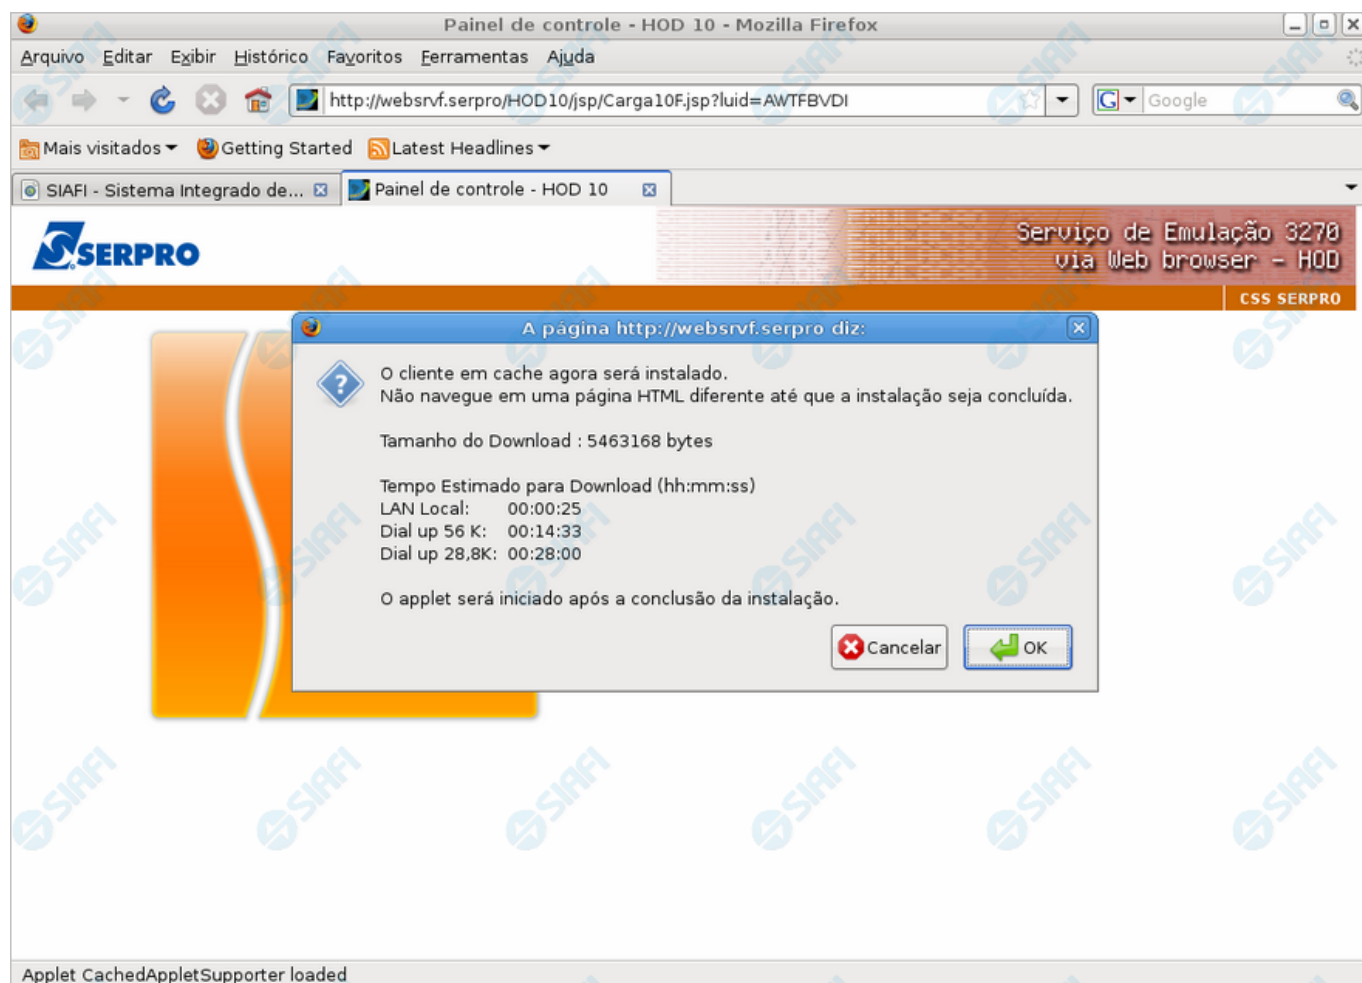 Painel de controle - HOD 10 - Mozilla Firefox
Arquivo Editar Exibir Histórico Favoritos Ferramentas Ajuda
http://websrvf.serpro/HOD10/jsp/Carga10F.jsp?luid=AWTFBVDI
G Google
Mais visitados Getting Started Latest Headlines
SIAFI - Sistema Integrado de... Painel de controle - HOD 10
SERPRO
Serviço de Emulação 3270
via Web browser - HOD
CSS SERPRO
A página http://websrvf.serpro diz:
O cliente em cache agora será instalado.
Não navegue em uma página HTML diferente até que a instalação seja concluída.
Tamanho do Download : 5463168 bytes
Tempo Estimado para Download (hh:mm:ss)
LAN Local: 00:00:25
Dial up 56 K: 00:14:33
Dial up 28,8K: 00:28:00
O applet será iniciado após a conclusão da instalação.
Cancelar OK
Applet CachedAppletSupporter loaded
SIAFI